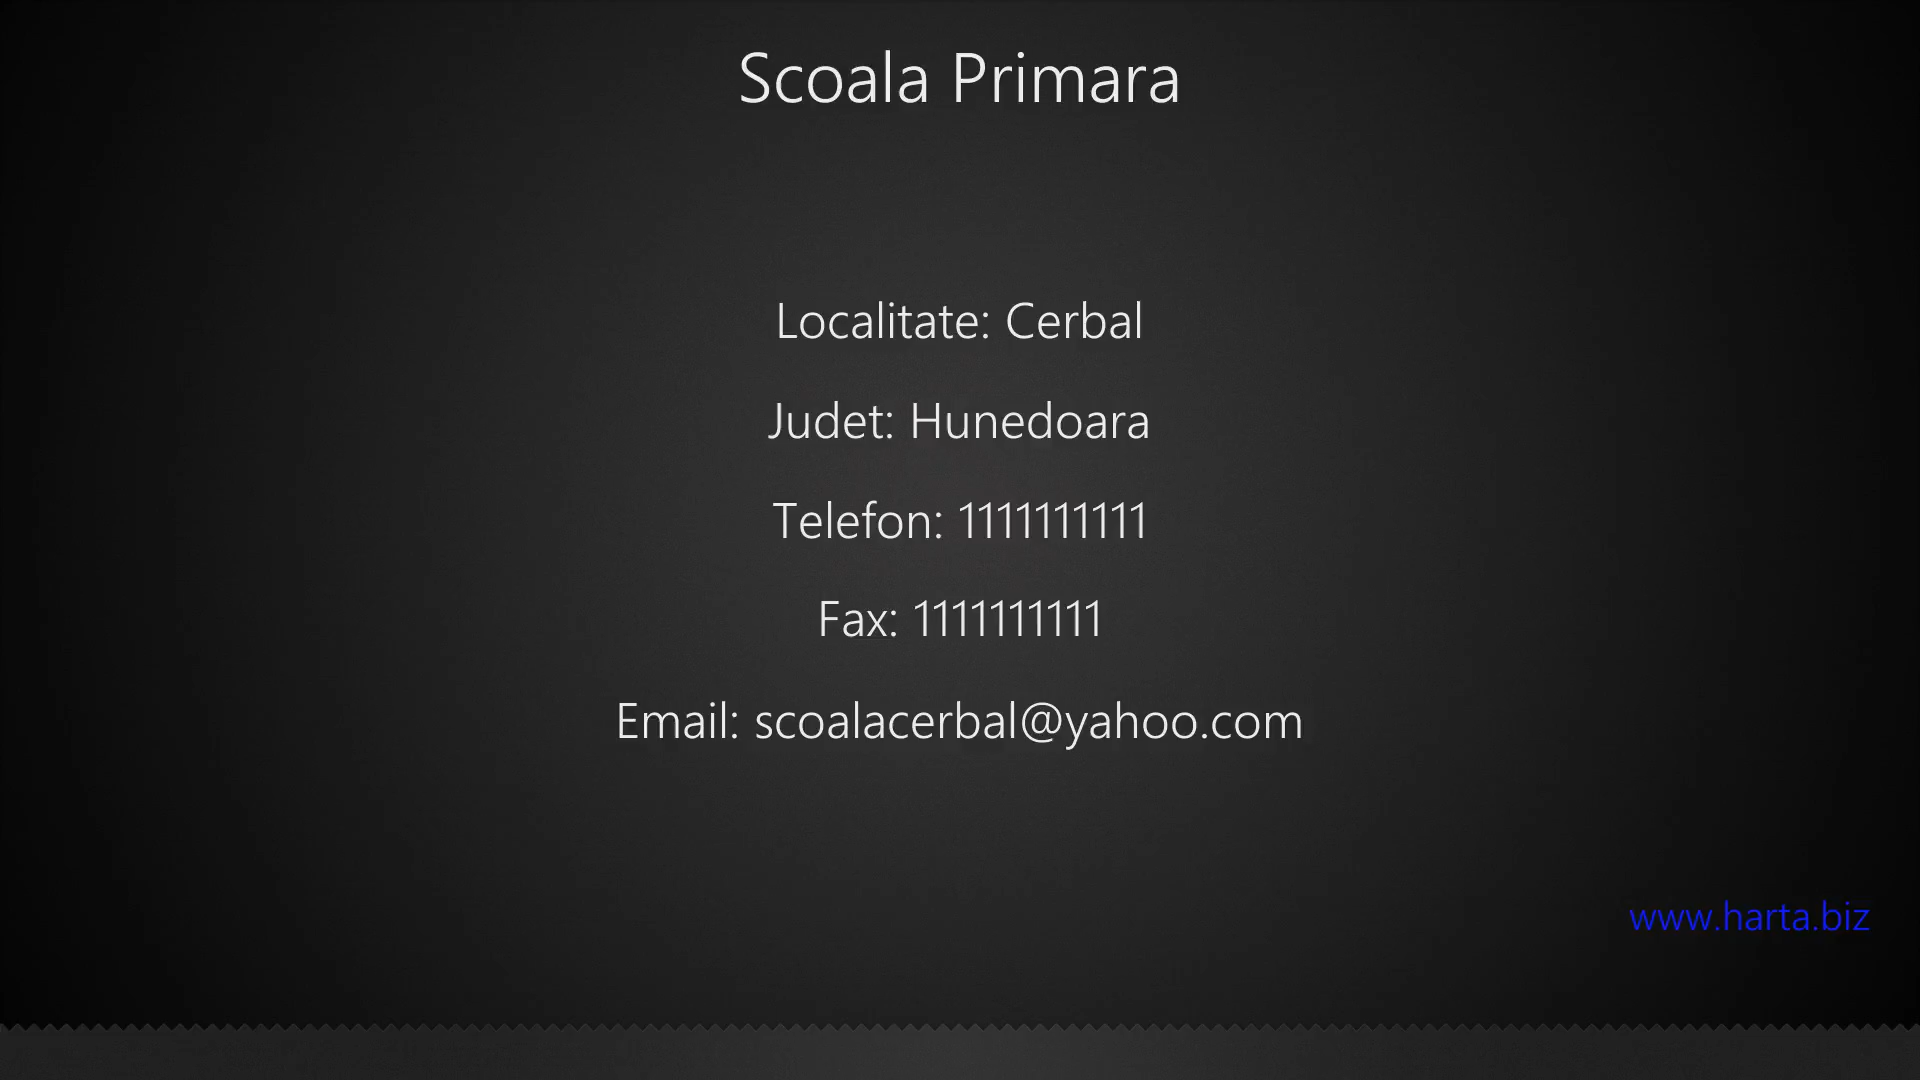 Scoala Primara
Localitate: Cerbal
Judet: Hunedoara
Telefon: 1111111111
Fax: 1111111111
Email: scoalacerbal@yahoo.com
www.harta.biz